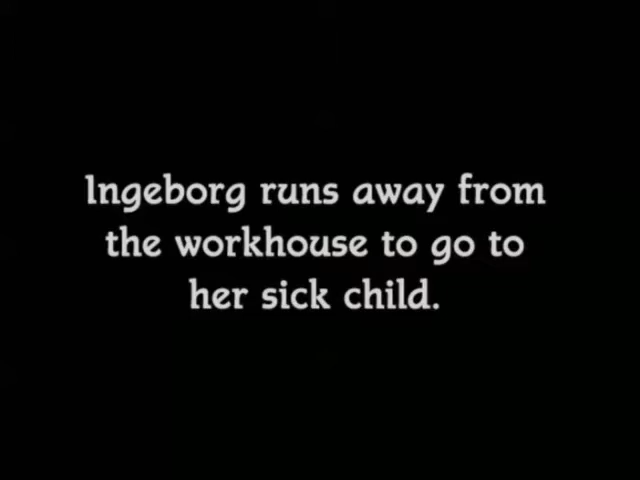 Ingeborg runs away from
the workhouse to go to
her sick child.